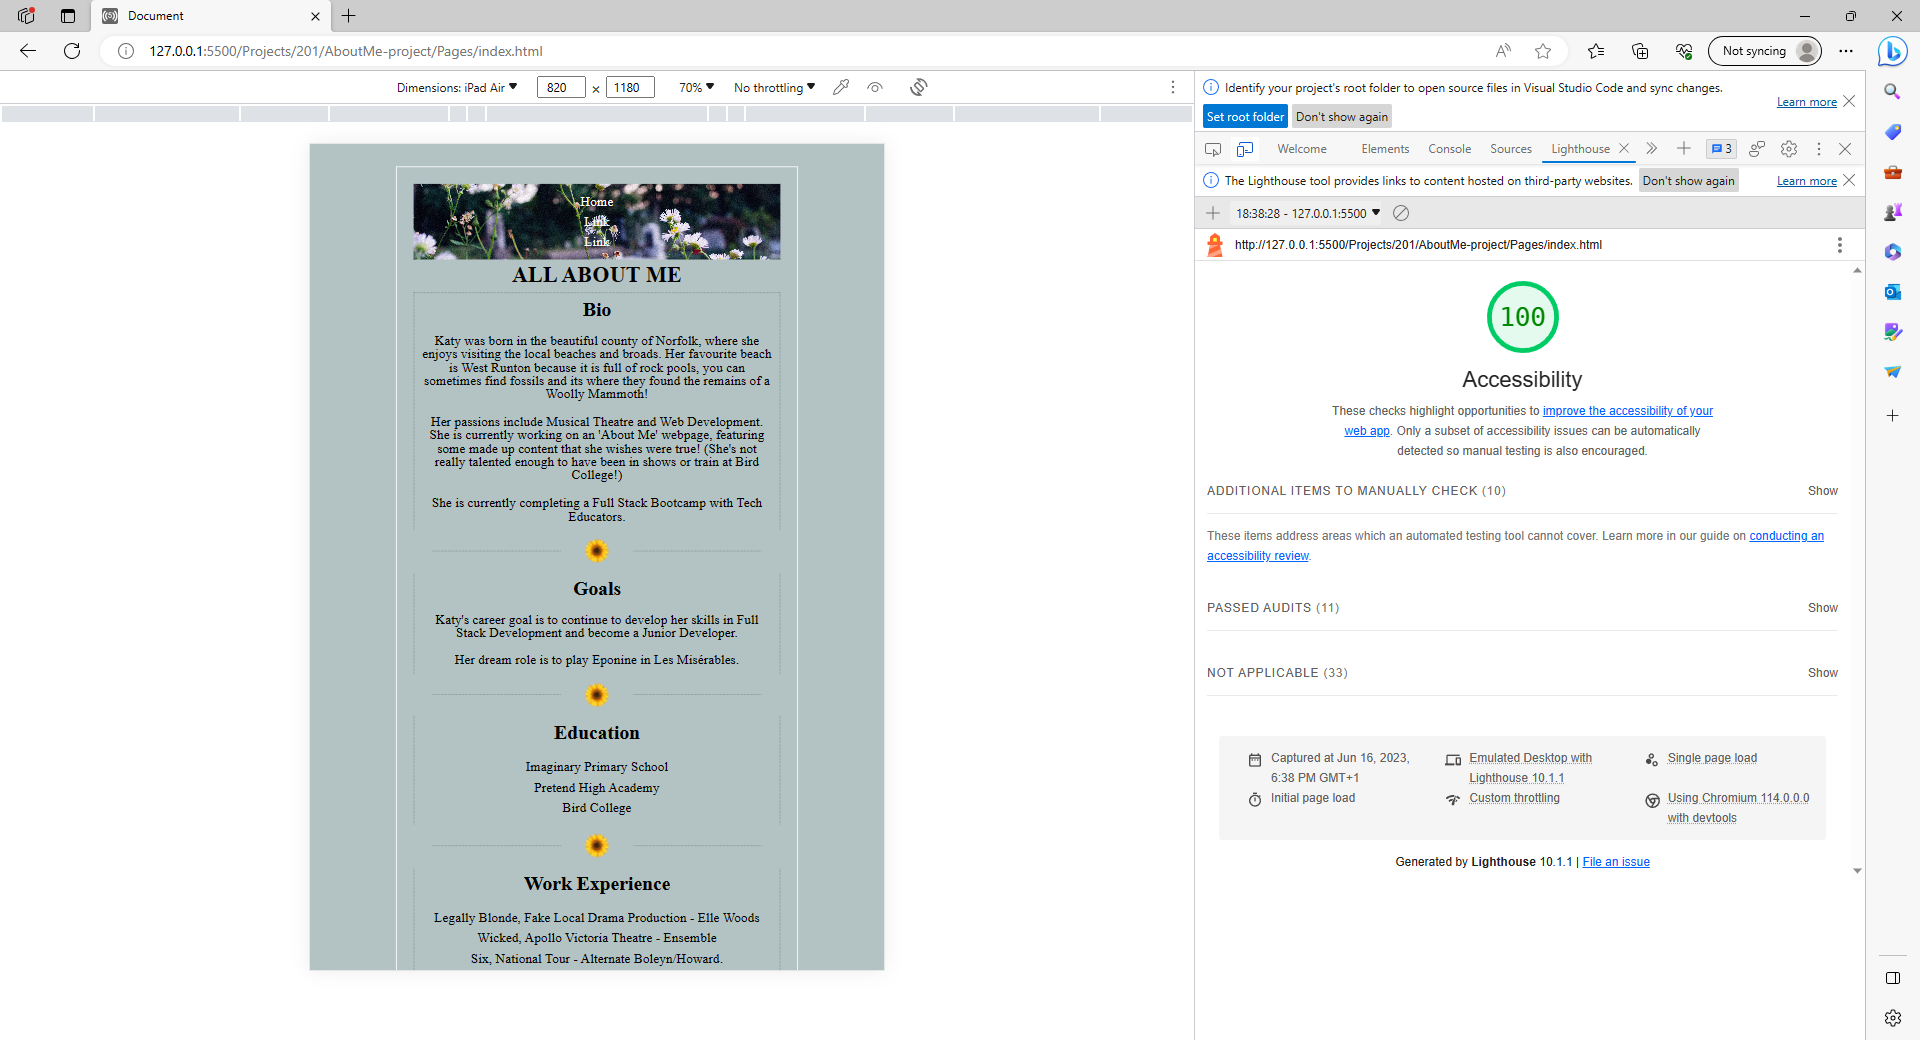 Document
127.0.0.1:5500/Projects/201/AboutMe-project/Pages/index.html
Not syncing
Dimensions: iPad Air
820 × 1180
70%
No throttling
Home
Link
Link
ALL ABOUT ME
Bio
Katy was born in the beautiful county of Norfolk, where she
enjoys visiting the local beaches and broads. Her favourite beach
is West Runton because it is full of rock pools, you can
sometimes find fossils and its where they found the remains of a
Woolly Mammoth!
Her passions include Musical Theatre and Web Development.
She is currently working on an 'About Me' webpage, featuring
some made up content that she wishes were true! (She's not
really talented enough to have been in shows or train at Bird
College!)
She is currently completing a Full Stack Bootcamp with Tech
Educators.
Goals
Katy's career goal is to continue to develop her skills in Full
Stack Development and become a Junior Developer.
Her dream role is to play Eponine in Les Misérables.
Education
Imaginary Primary School
Pretend High Academy
Bird College
Work Experience
Legally Blonde, Fake Local Drama Production - Elle Woods
Wicked, Apollo Victoria Theatre - Ensemble
Six, National Tour - Alternate Boleyn/Howard.
Identify your project's root folder to open source files in Visual Studio Code and sync changes.
Learn more
Set root folder
Don't show again
Welcome
Elements
Console
Sources
Lighthouse
3
The Lighthouse tool provides links to content hosted on third-party websites.
Don't show again
Learn more
18:38:28 - 127.0.0.1:5500
http://127.0.0.1:5500/Projects/201/AboutMe-project/Pages/index.html
100
Accessibility
These checks highlight opportunities to improve the accessibility of your
web app. Only a subset of accessibility issues can be automatically
detected so manual testing is also encouraged.
ADDITIONAL ITEMS TO MANUALLY CHECK (10)
Show
These items address areas which an automated testing tool cannot cover. Learn more in our guide on conducting an
accessibility review.
PASSED AUDITS (11)
Show
NOT APPLICABLE (33)
Show
Captured at Jun 16, 2023,
6:38 PM GMT+1
Emulated Desktop with
Lighthouse 10.1.1
Single page load
Initial page load
Custom throttling
Using Chromium 114.0.0.0
with devtools
Generated by Lighthouse 10.1.1 | File an issue